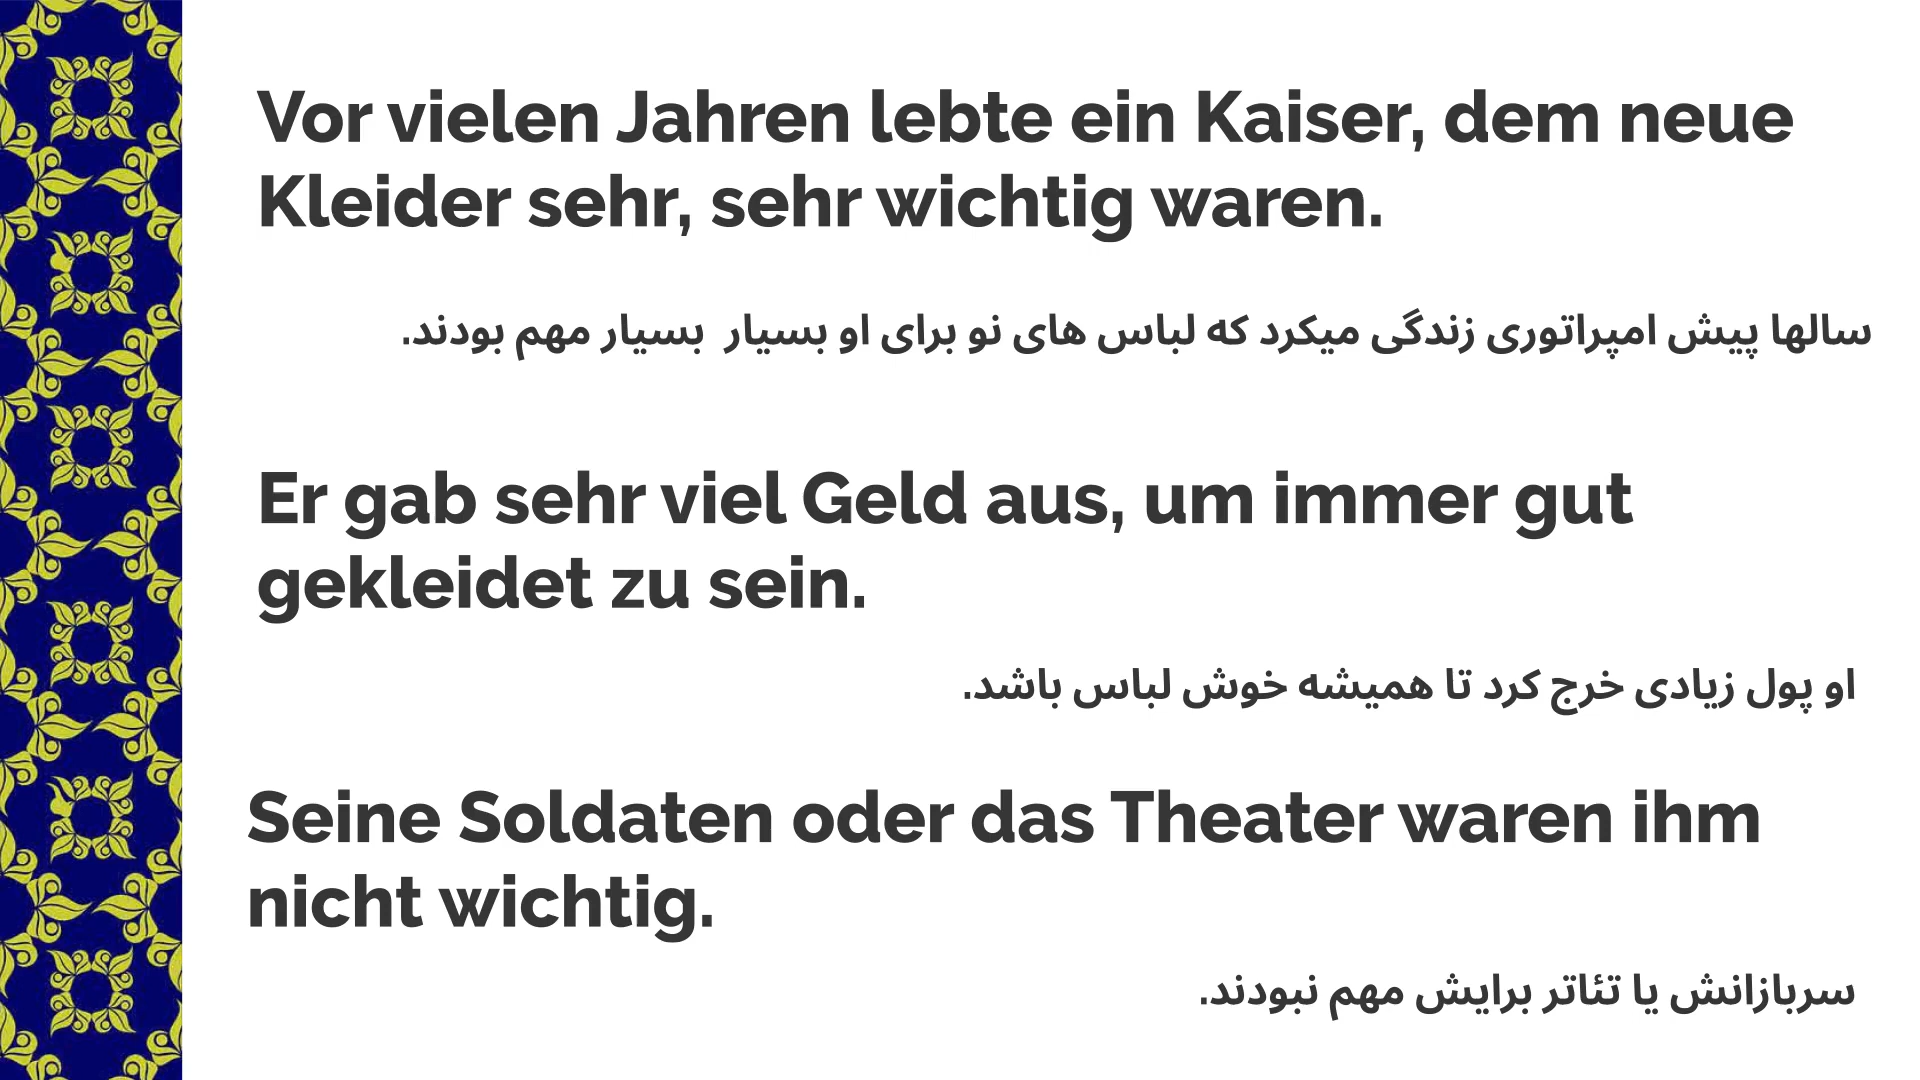 Vor vielen Jahren lebte ein Kaiser, dem neue
Kleider sehr, sehr wichtig waren.
سالها پیش امپراتوری زندگی میکرد که لباس های نو برای او بسیار  بسیار مهم بودند.
Er gab sehr viel Geld aus, um immer gut
gekleidet zu sein.
او پول زیادی خرج کرد تا همیشه خوش لباس باشد.
Seine Soldaten oder das Theater waren ihm
nicht wichtig.
سربازانش یا تئاتر برایش مهم نبودند.